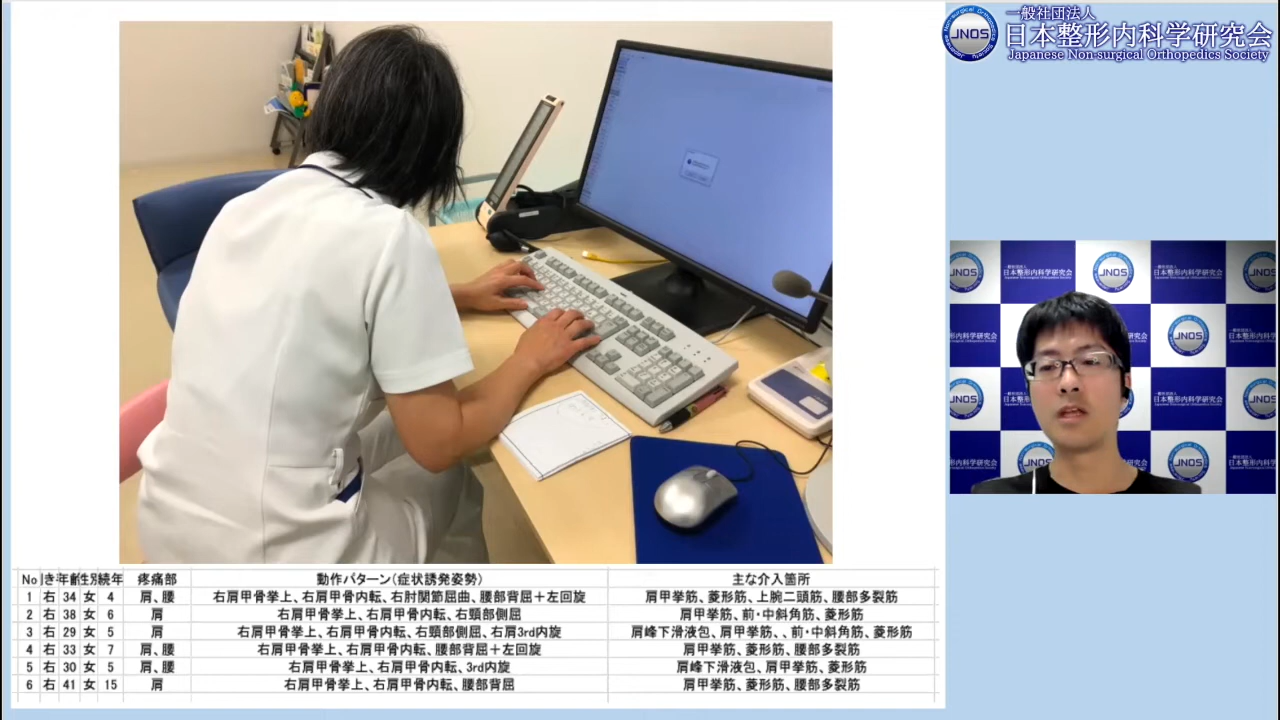 一般社団法人
日本整形内科学研究会
Japanese Non-surgical Orthopedics Society
JNOS
No き 年齢 性別 続年 疼痛部 動作パターン(症状誘発姿勢) 主な介入箇所
1 右 34 女 4 肩、腰 右肩甲骨挙上、右肩甲骨内転、右肘関節屈曲、腰部背屈+左回旋 肩甲挙筋、菱形筋、上腕二頭筋、腰部多裂筋
2 右 38 女 6 肩 右肩甲骨挙上、右肩甲骨内転、右頸部側屈 肩甲挙筋、前・中斜角筋、菱形筋
3 右 29 女 5 肩 右肩甲骨挙上、右肩甲骨内転、右頸部側屈、右肩3rd内旋 肩峰下滑液包、肩甲挙筋、、前・中斜角筋、菱形筋
4 右 33 女 7 肩、腰 右肩甲骨挙上、右肩甲骨内転、腰部背屈+左回旋 肩甲挙筋、菱形筋、腰部多裂筋
5 右 30 女 5 肩、腰 右肩甲骨挙上、右肩甲骨内転、3rd内旋 肩峰下滑液包、肩甲挙筋、菱形筋
6 右 41 女 15 肩 右肩甲骨挙上、右肩甲骨内転、腰部背屈 肩甲挙筋、菱形筋、腰部多裂筋